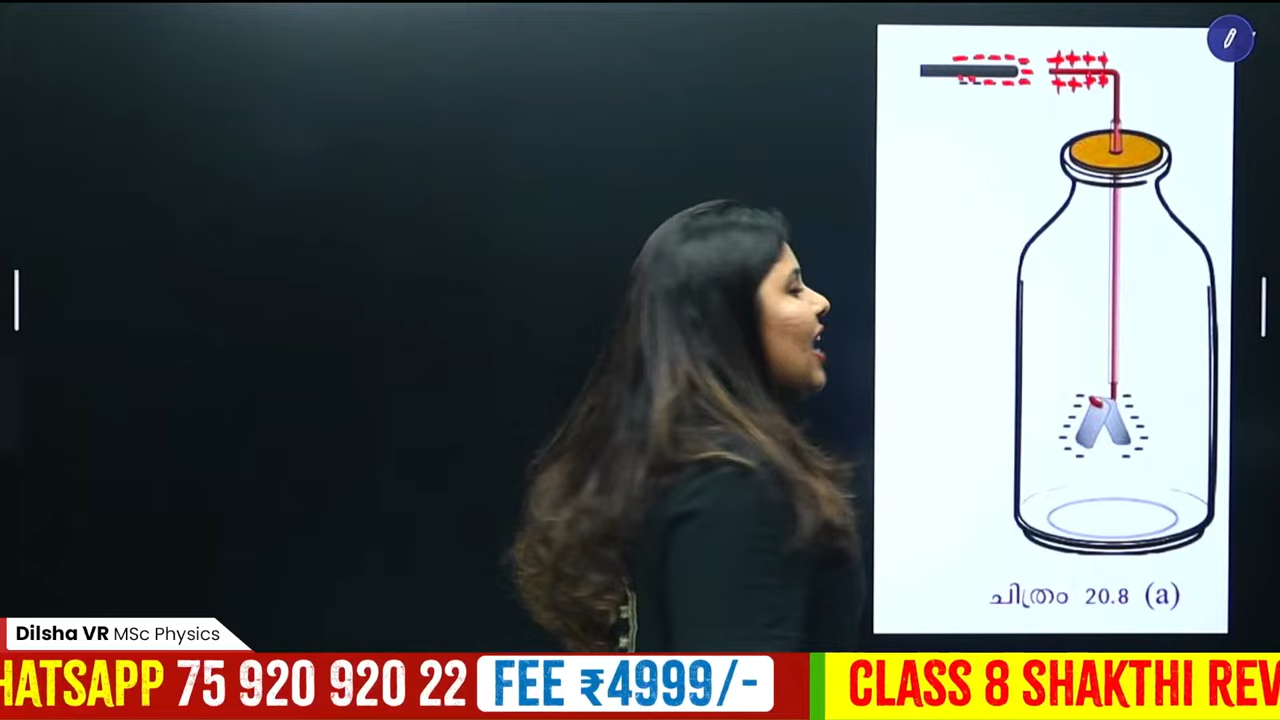 ചിത്രം 20.8 (a)
Dilsha VR MSc Physics
HATSAPP 75 920 920 22 FEE ₹4999/- CLASS 8 SHAKTHI REV